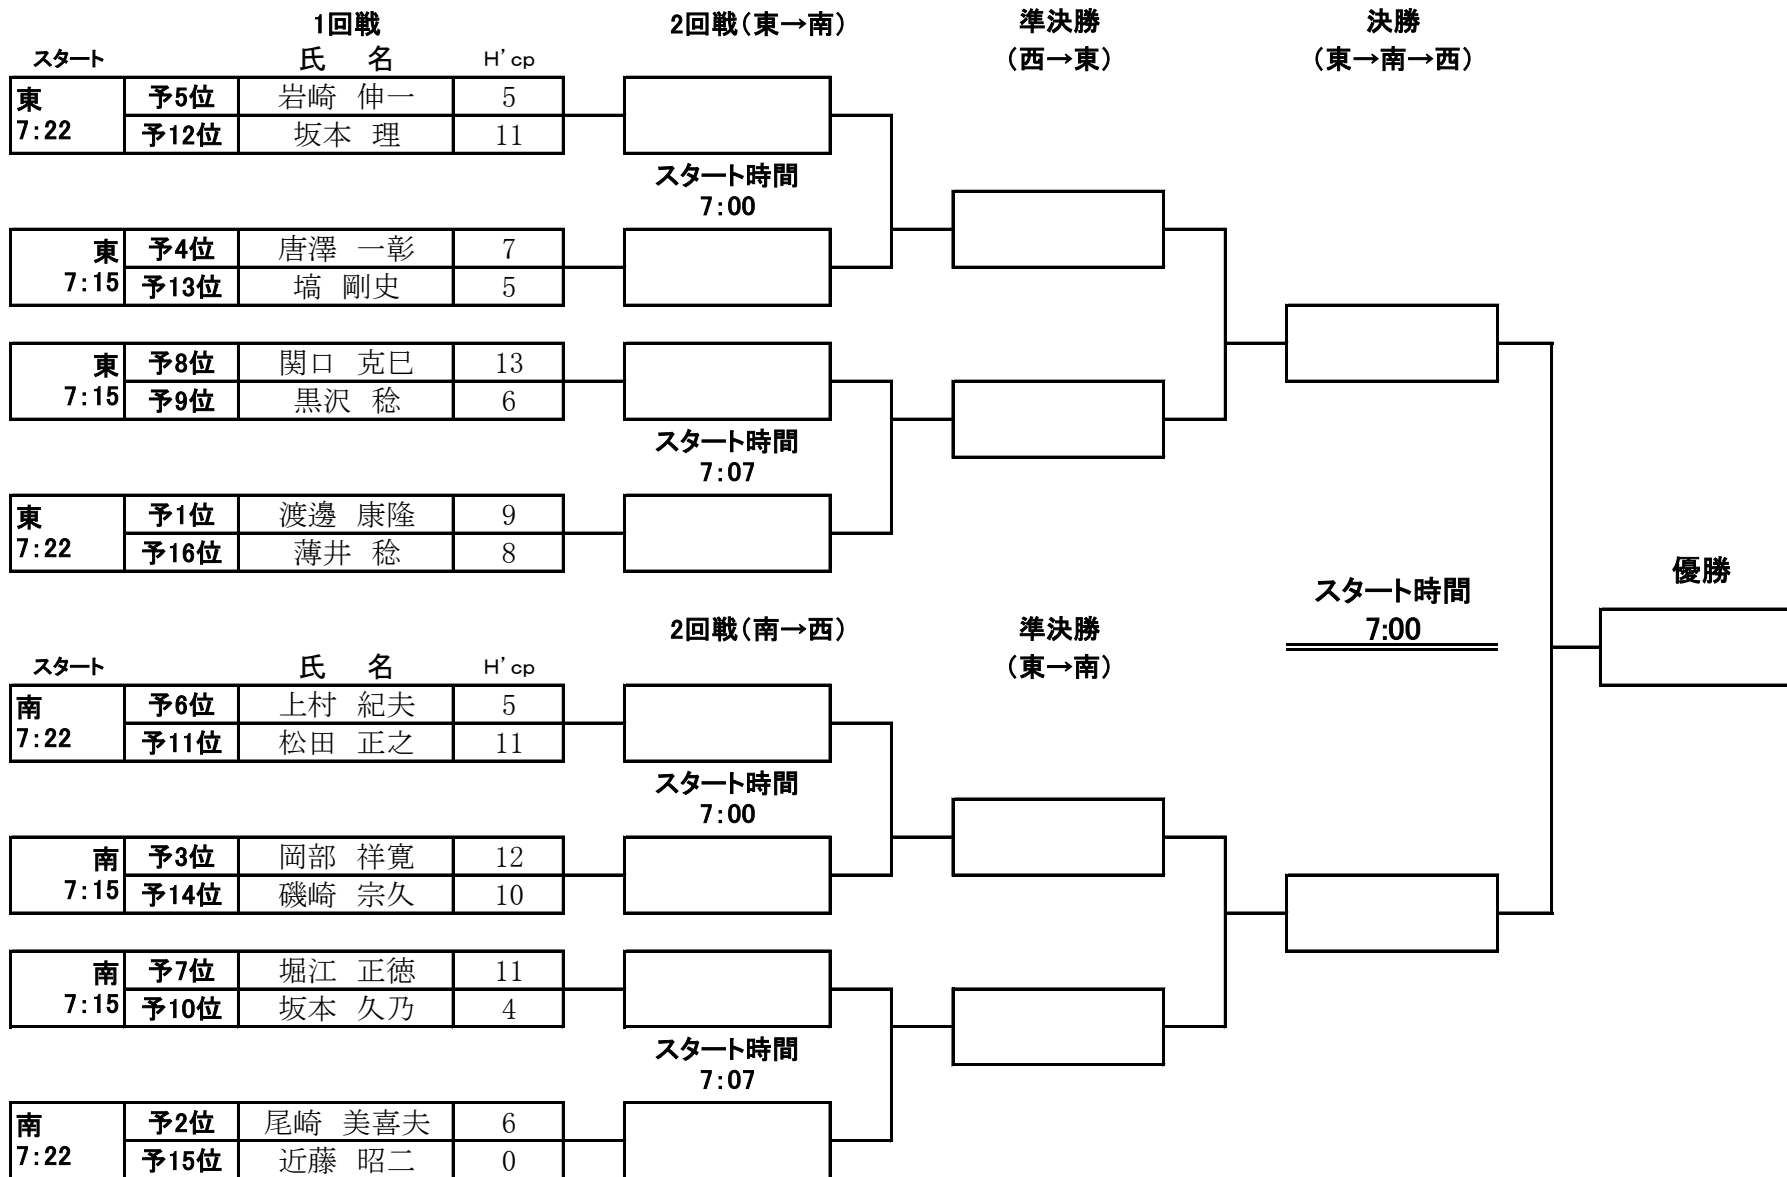 1回戦 2回戦（東→南） 準決勝 決勝
スタート 氏 名 H'cp （西→東） （東→南→西）
東 予5位 岩崎 伸一 5
7:22 予12位 坂本 理 11
スタート時間
7:00
東 予4位 唐澤 一彰 7
7:15 予13位 塙 剛史 5
東 予8位 関口 克巳 13
7:15 予9位 黒沢 稔 6
スタート時間
7:07
東 予1位 渡邊 康隆 9
7:22 予16位 薄井 稔 8
優勝
スタート時間
7:00
2回戦（南→西） 準決勝
スタート 氏 名 H'cp （東→南）
南 予6位 上村 紀夫 5
7:22 予11位 松田 正之 11
スタート時間
7:00
南 予3位 岡部 祥寛 12
7:15 予14位 磯崎 宗久 10
南 予7位 堀江 正徳 11
7:15 予10位 坂本 久乃 4
スタート時間
7:07
南 予2位 尾崎 美喜夫 6
7:22 予15位 近藤 昭二 0